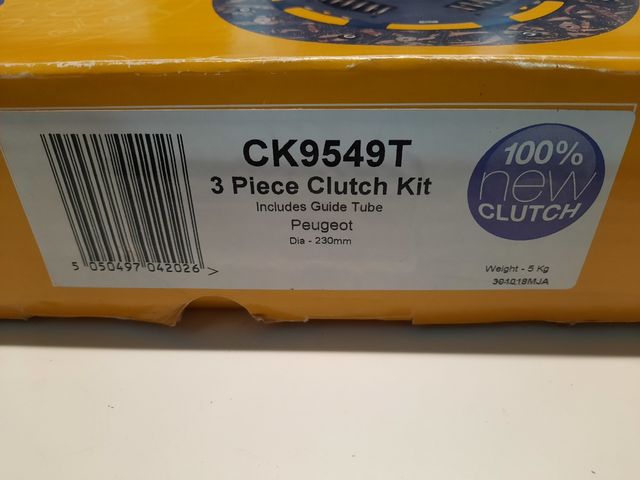 CK9549T
3 Piece Clutch Kit
Includes Guide Tube
Peugeot
Dia - 230mm
5 050497 042026 >
100%
new
CLUTCH
Weight - 5 Kg